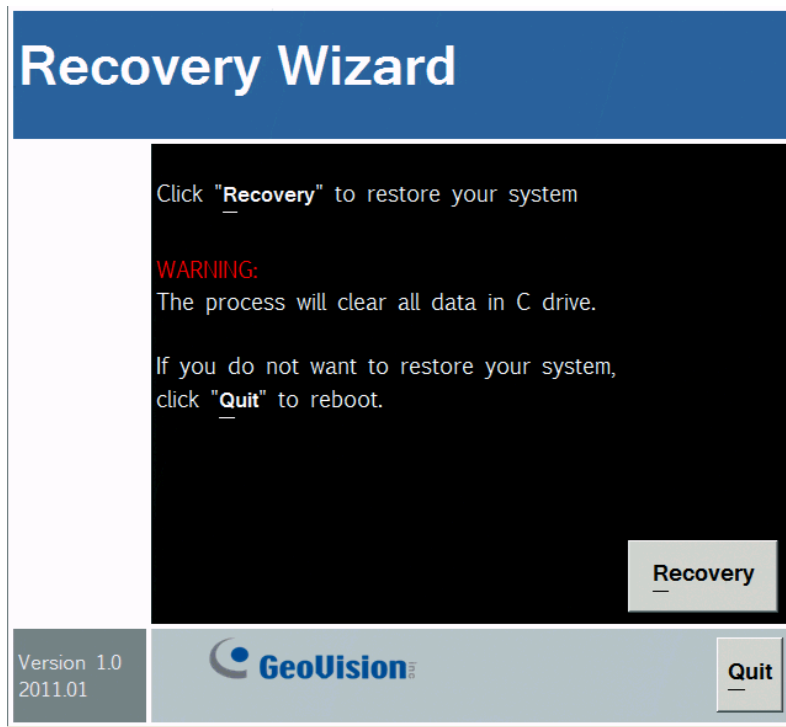 Recovery Wizard
Click "Recovery" to restore your system
WARNING:
The process will clear all data in C drive.
If you do not want to restore your system,
click "Quit" to reboot.
Recovery
Version 1.0
2011.01
GeoVision inc
Quit